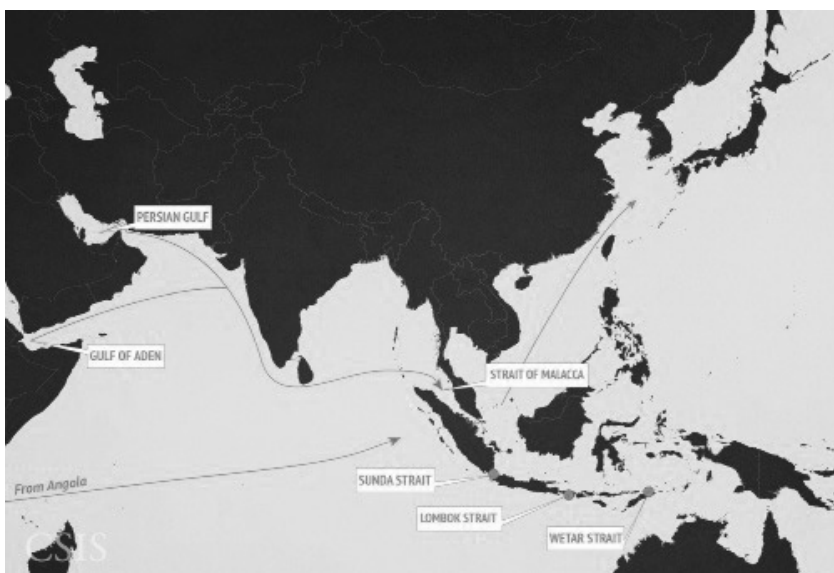 PERSIAN GULF
GULF OF ADEN
STRAIT OF MALACCA
SUNDA STRAIT
From Angola
LOMBOK STRAIT
WETAR STRAIT
CSIS